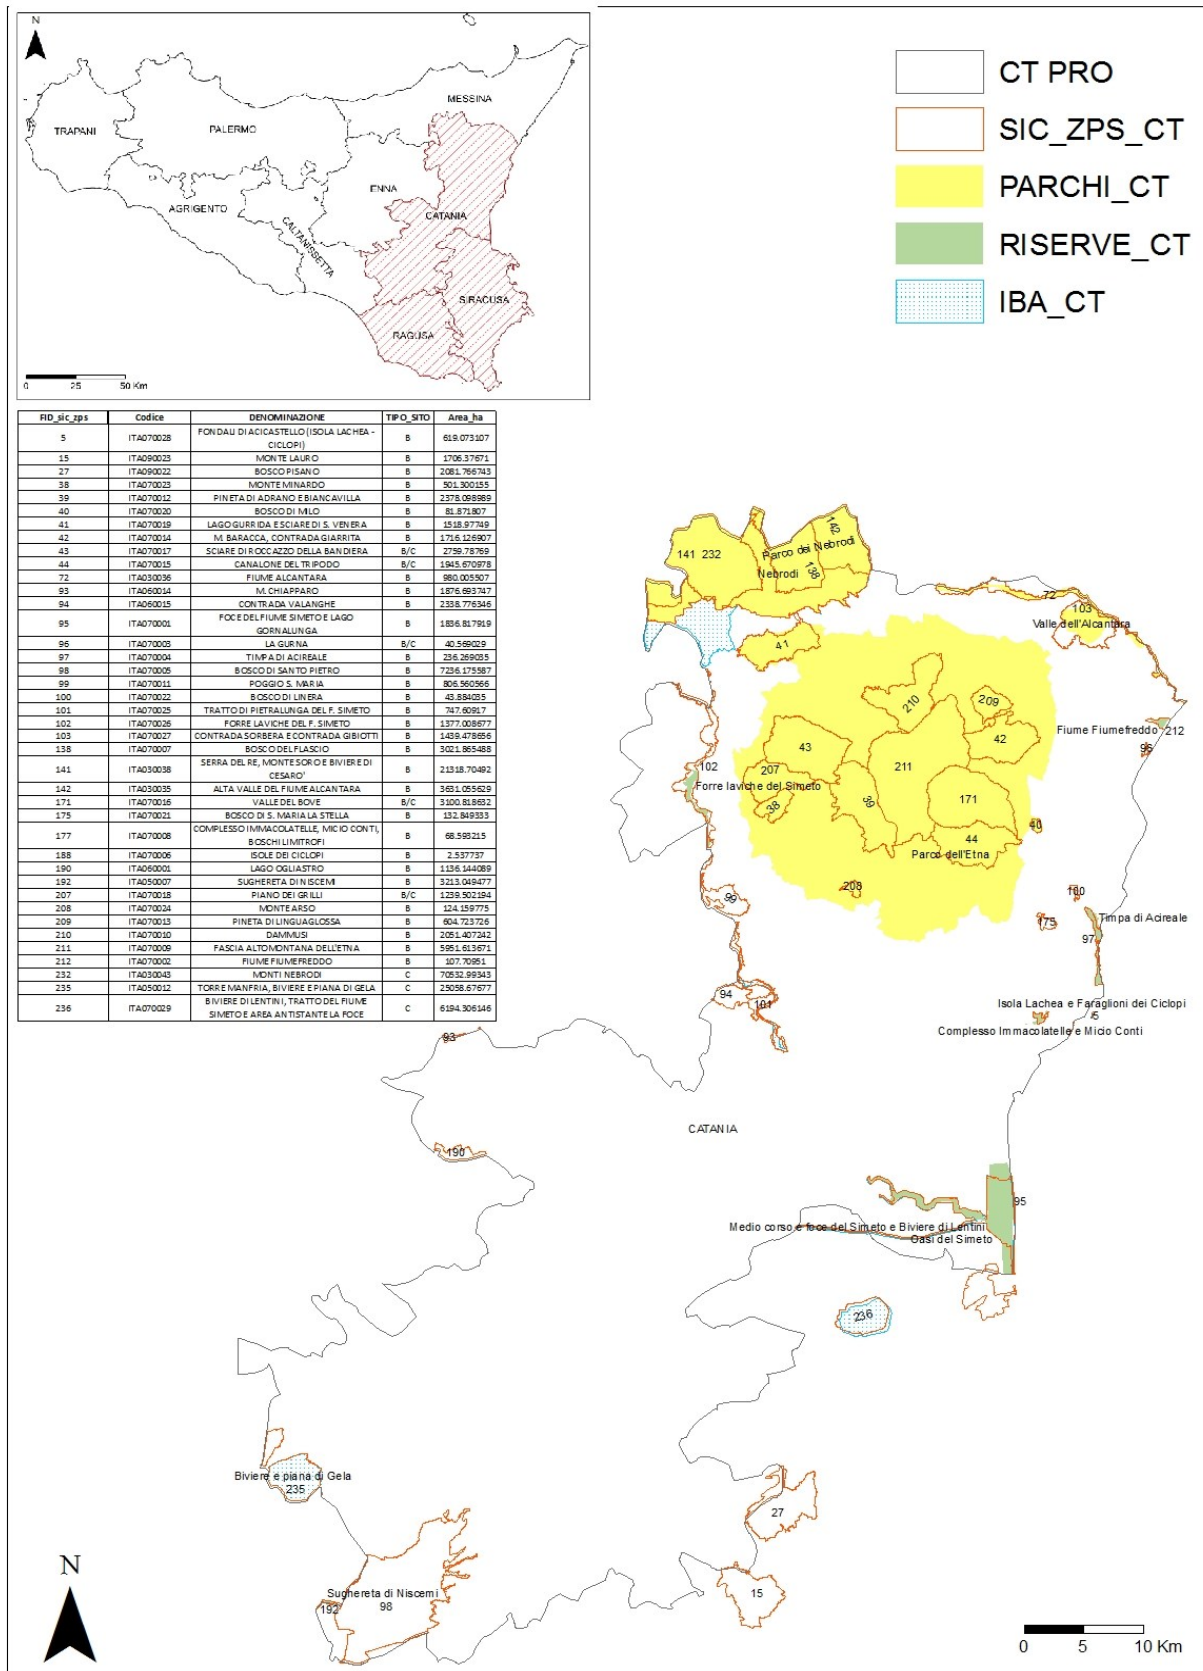 N
MESSINA
TRAPANI
PALERMO
ENNA
AGRIGENTO
CATANIA
CALTANISSETTA
SIRACUSA
RAGUSA
0 25 50 Km
CT PRO
SIC_ZPS_CT
PARCHI_CT
RISERVE_CT
IBA_CT
FID_sic_zps Codice DENOMINAZIONE TIPO_SITO Area_ha
5 ITA070028 FONDALI DI ACICASTELLO (ISOLA LACHEA - CICLOPI) B 619.073107
15 ITA090023 MONTE LAURO B 1706.37671
27 ITA090022 BOSCO PISANO B 2081.766743
38 ITA070023 MONTE MINARDO B 501.300155
39 ITA070012 PINETA DI ADRANO E BIANCAVILLA B 2378.098989
40 ITA070020 BOSCO DI MILO B 81.871807
41 ITA070019 LAGO GURRIDA E SCIARE DI S. VENERA B 1518.97749
42 ITA070014 M. BARACCA, CONTRADA GIARRITA B 1716.126907
43 ITA070017 SCIARE DI ROCCAZZO DELLA BANDIERA B/C 2759.78769
44 ITA070015 CANALONE DEL TRIPODO B/C 1945.670978
72 ITA030036 FIUME ALCANTARA B 980.005507
93 ITA060014 M. CHIAPPARO B 1876.693747
94 ITA060015 CONTRADA VALANGHE B 2338.776346
95 ITA070001 FOCE DEL FIUME SIMETO E LAGO GORNALUNGA B 1836.817919
96 ITA070003 LA GURNA B/C 40.569029
97 ITA070004 TIMPA DI ACIREALE B 236.269035
98 ITA070005 BOSCO DI SANTO PIETRO B 7236.175587
99 ITA070011 POGGIO S. MARIA B 806.560566
100 ITA070022 BOSCO DI LINERA B 43.884035
101 ITA070025 TRATTO DI PIETRALUNGA DEL F. SIMETO B 747.60917
102 ITA070026 FORRE LAVICHE DEL F. SIMETO B 1377.008677
103 ITA070027 CONTRADA SORBERA E CONTRADA GIBIOTTI B 1439.478656
138 ITA070007 BOSCO DEL FLASCIO B 3021.865488
141 ITA030038 SERRA DEL RE, MONTE SORO E BIVIERE DI CESARO' B 21318.70492
142 ITA030035 ALTA VALLE DEL FIUME ALCANTARA B 3631.055629
171 ITA070016 VALLE DEL BOVE B/C 3100.818632
175 ITA070021 BOSCO DI S. MARIA LA STELLA B 132.849333
177 ITA070008 COMPLESSO IMMACOLATELLE, MICIO CONTI, BOSCHI LIMITROFI B 68.593215
188 ITA070006 ISOLE DEI CICLOPI B 2.537737
190 ITA060001 LAGO OGLIASTRO B 1136.144089
192 ITA050007 SUGHERETA DI NISCEMI B 3213.049477
207 ITA070018 PIANO DEI GRILLI B/C 1239.502194
208 ITA070024 MONTE ARSO B 124.159775
209 ITA070013 PINETA DI LINGUAGLOSSA B 604.723726
210 ITA070010 DAMMUSI B 2051.407242
211 ITA070009 FASCIA ALTOMONTANA DELL'ETNA B 5951.613671
212 ITA070002 FIUME FIUMEFREDDO B 107.70951
232 ITA030043 MONTI NEBRODI C 70532.99343
235 ITA050012 TORRE MANFRIA, BIVIERE E PIANA DI GELA C 25058.67677
236 ITA070029 BIVIERE DI LENTINI, TRATTO DEL FIUME SIMETO E AREA ANTISTANTE LA FOCE C 6194.306146
142
141 232
Parco dei Nebrodi
Nebrodi
138
72
103
Valle dell'Alcantara
41
210
209
Fiume Fiumefreddo
212
96
43
42
102
207
211
Forre laviche del Simeto
38
39
171
40
44
Parco dell'Etna
208
100
99
175
Timpa di Acireale
97
94
101
Isola Lachea e Faraglioni dei Ciclopi
5
Complesso Immacolatelle e Micio Conti
93
CATANIA
190
95
Medio corso e foce del Simeto e Biviere di Lentini
Oasi del Simeto
236
Biviere e piana di Gela
235
27
Sughereta di Niscemi
98
192
15
N
0 5 10 Km